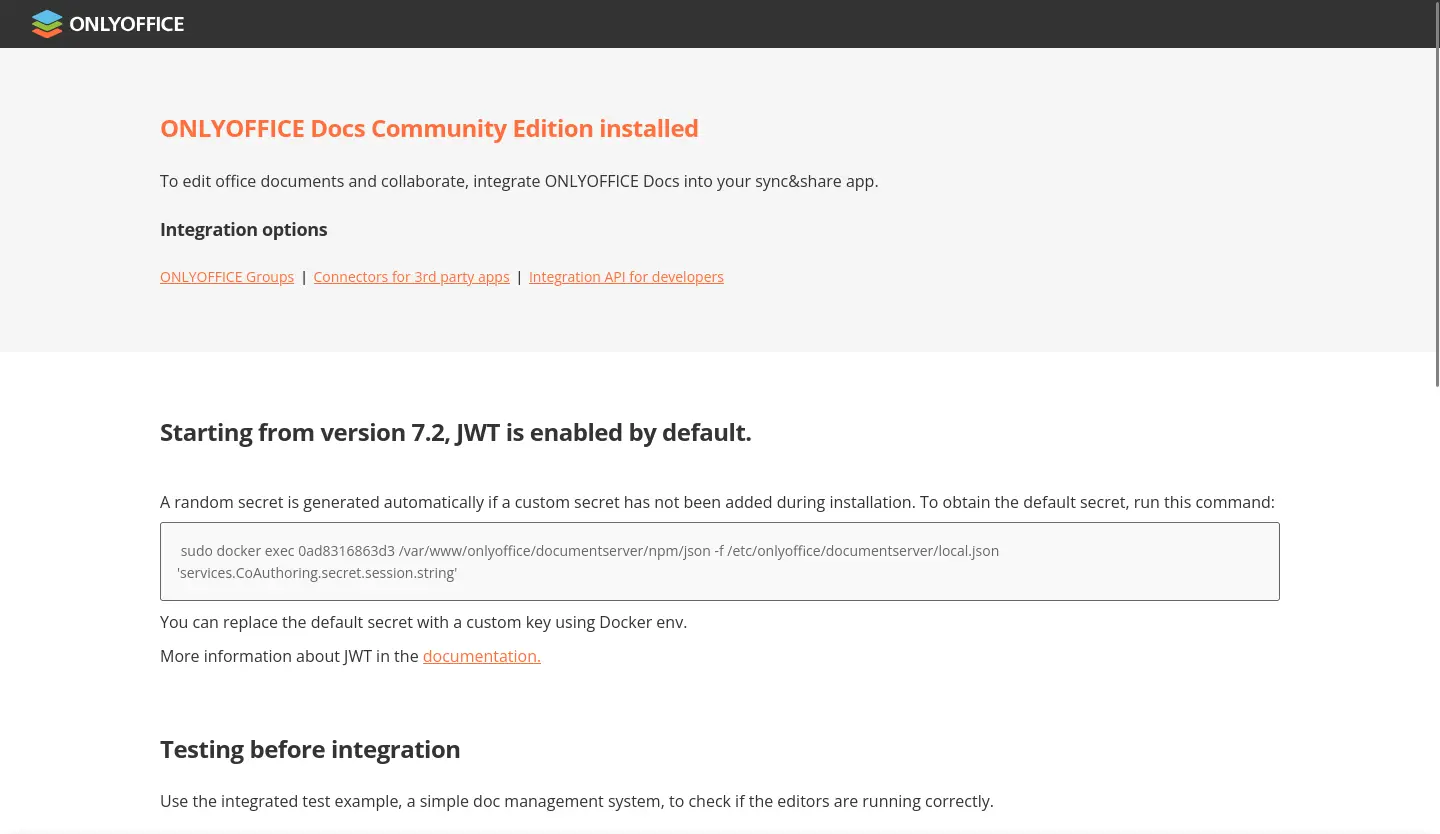 ONLYOFFICE
ONLYOFFICE Docs Community Edition installed
To edit office documents and collaborate, integrate ONLYOFFICE Docs into your sync&share app.
Integration options
ONLYOFFICE Groups | Connectors for 3rd party apps | Integration API for developers
Starting from version 7.2, JWT is enabled by default.
A random secret is generated automatically if a custom secret has not been added during installation. To obtain the default secret, run this command:
sudo docker exec 0ad8316863d3 /var/www/onlyoffice/documentserver/npm/json -f /etc/onlyoffice/documentserver/local.json
'services.CoAuthoring.secret.session.string'
You can replace the default secret with a custom key using Docker env.
More information about JWT in the documentation.
Testing before integration
Use the integrated test example, a simple doc management system, to check if the editors are running correctly.